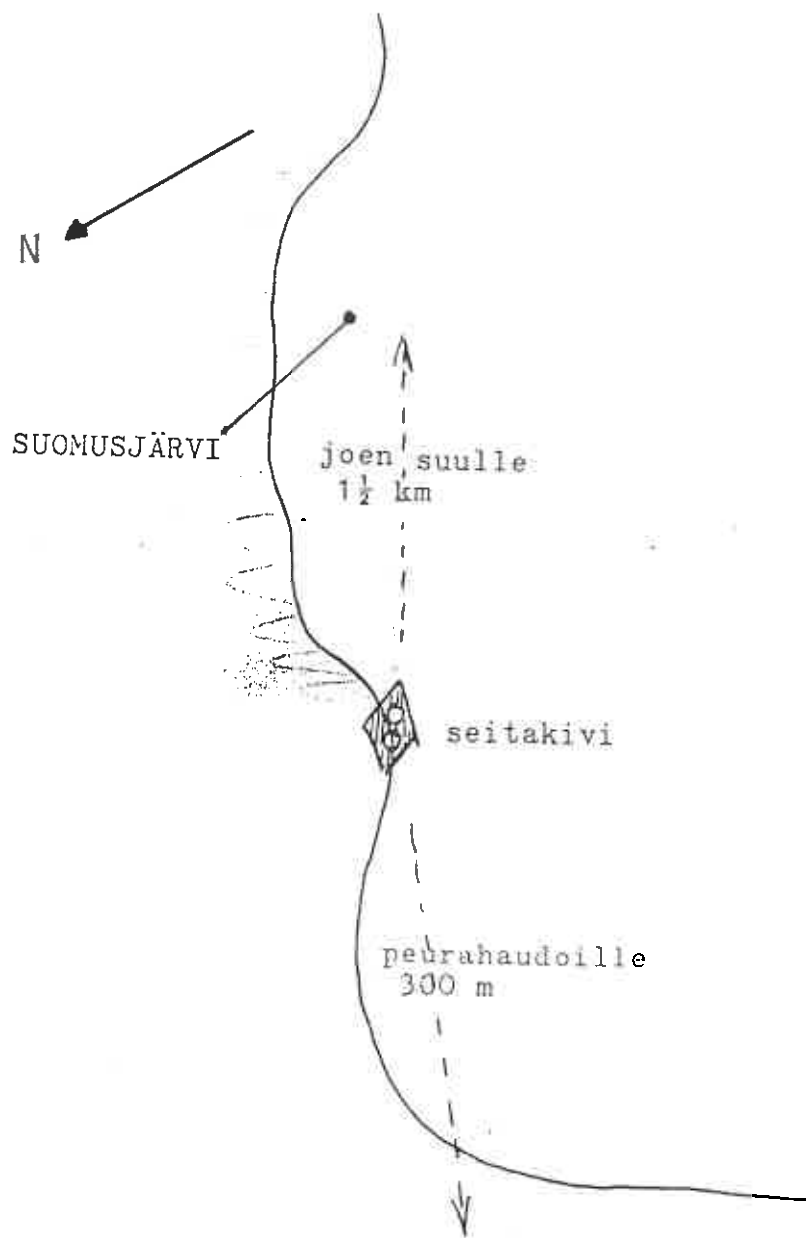 N
SUOMUSJÄRVI
joen suulle
1½ km
seitakivi
peurahaudoille
300 m